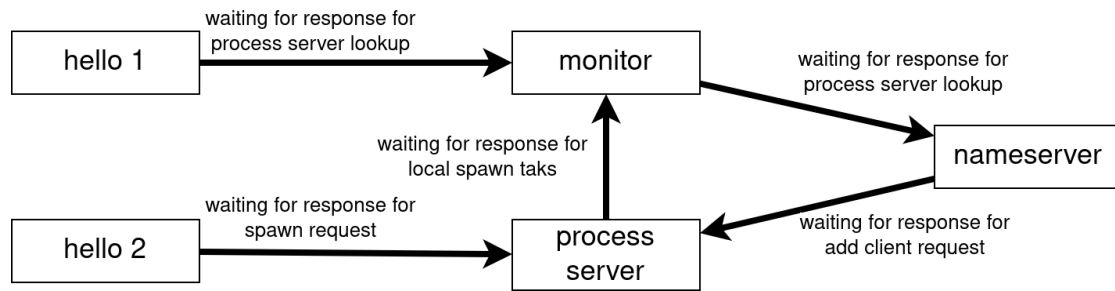 waiting for response for
process server lookup
hello 1
monitor
waiting for response for
process server lookup
waiting for response for
local spawn taks
nameserver
waiting for response for
spawn request
hello 2
process
server
waiting for response for
add client request